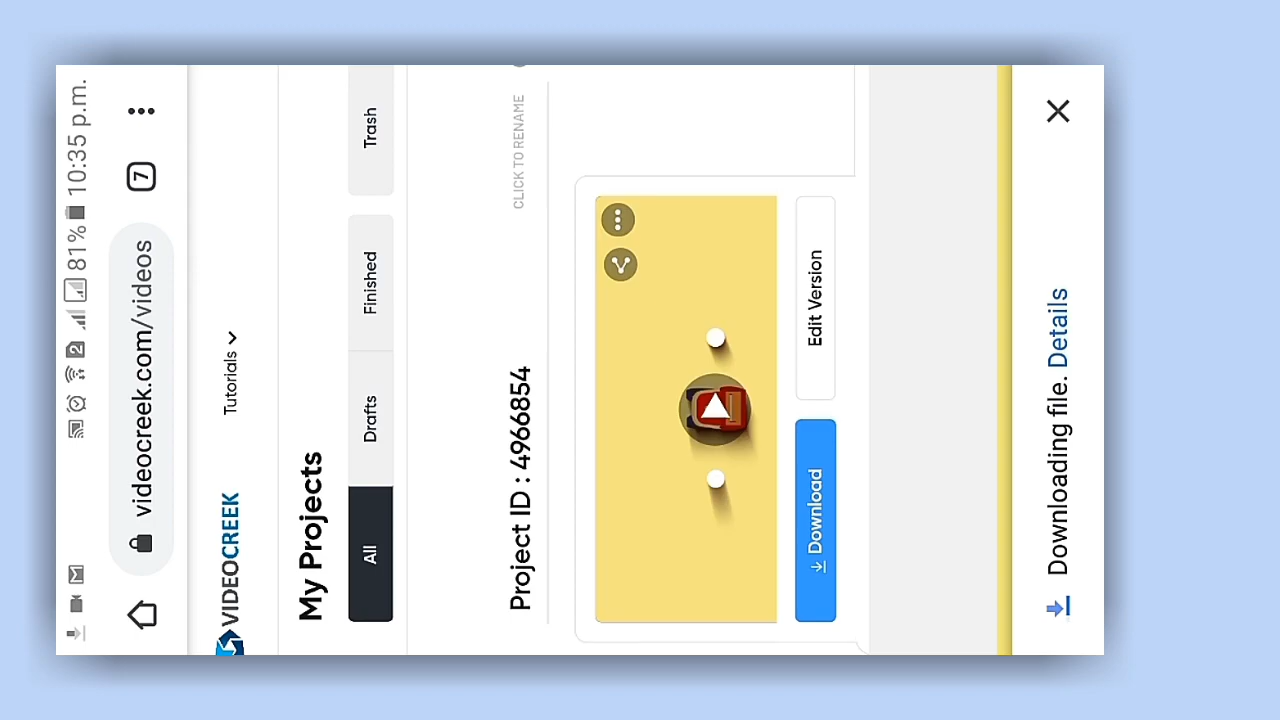 81% 10:35 p.m.
videocreek.com/videos
7
VIDEOCREEK
Tutorials
My Projects
All
Drafts
Finished
Trash
Project ID : 4966854
CLICK TO RENAME
Download
Edit Version
Downloading file. Details